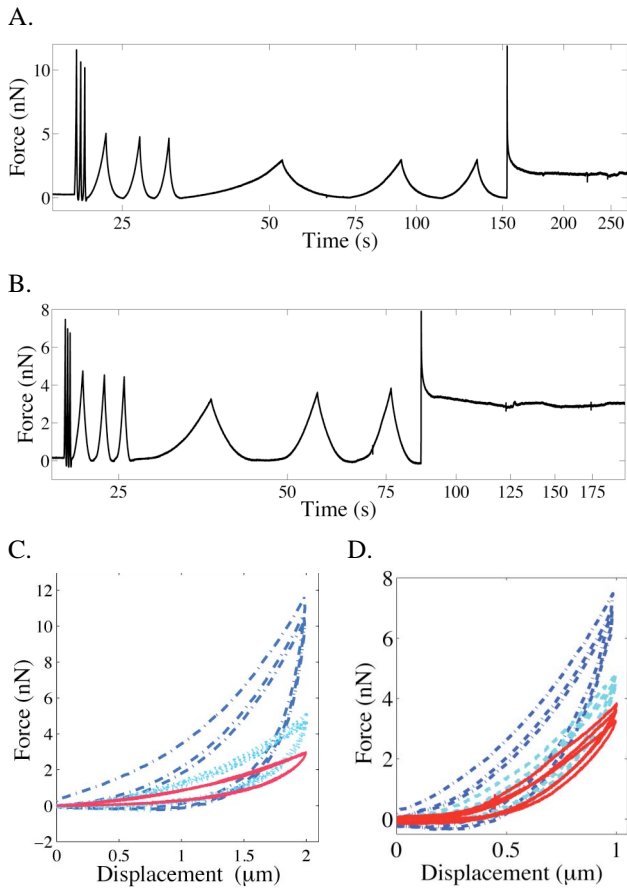 A.
10
5
0
Force (nN)
25 50 75 100 150 200 250
Time (s)
B.
8
6
4
2
0
Force (nN)
25 50 75 100 125 150 175
Time (s)
C. D.
12
10
8
6
4
2
0
−2
Force (nN)
0 0.5 1 1.5 2
Displacement (μm)
8
6
4
2
0
Force (nN)
0 0.5 1
Displacement (μm)